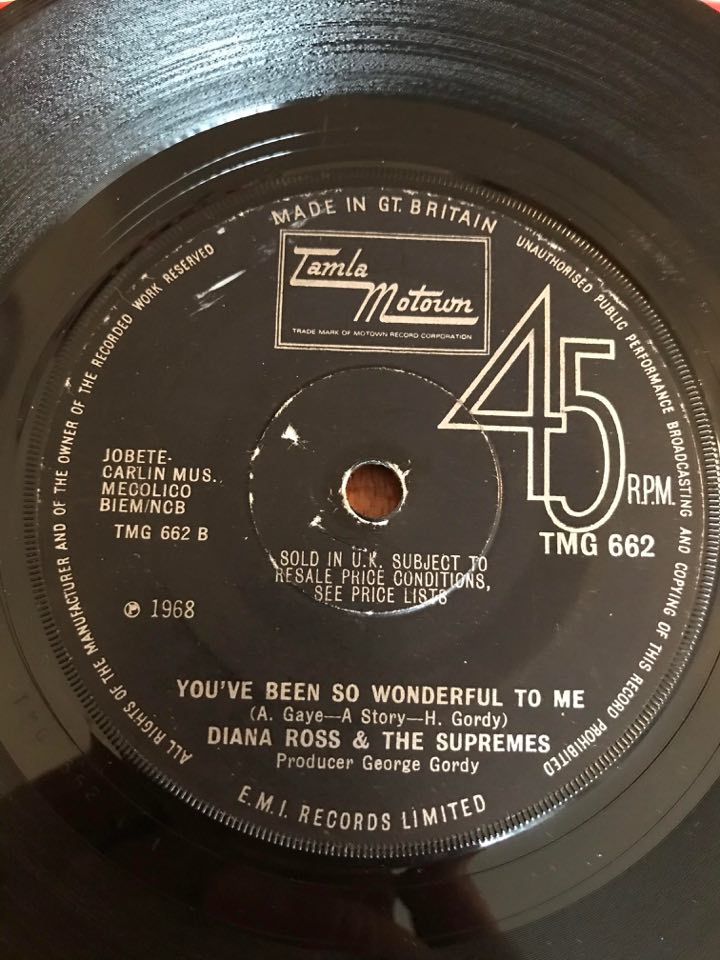 MADE IN GT. BRITAIN
Tamla
Motown
TRADE MARK OF MOTOWN RECORD CORPORATION
45
R.P.M.
TMG 662
JOBETE-
CARLIN MUS.
MECOLICO
BIEM/NCB
TMG 662 B
SOLD IN U.K. SUBJECT TO
RESALE PRICE CONDITIONS,
SEE PRICE LISTS
℗ 1968
YOU'VE BEEN SO WONDERFUL TO ME
(A. Gaye—A Story—H. Gordy)
DIANA ROSS & THE SUPREMES
Producer George Gordy
E.M.I. RECORDS LIMITED
ALL RIGHTS OF THE MANUFACTURER AND OF THE OWNER OF THE RECORDED WORK RESERVED
UNAUTHORISED PUBLIC PERFORMANCE BROADCASTING AND COPYING OF THIS RECORD PROHIBITED